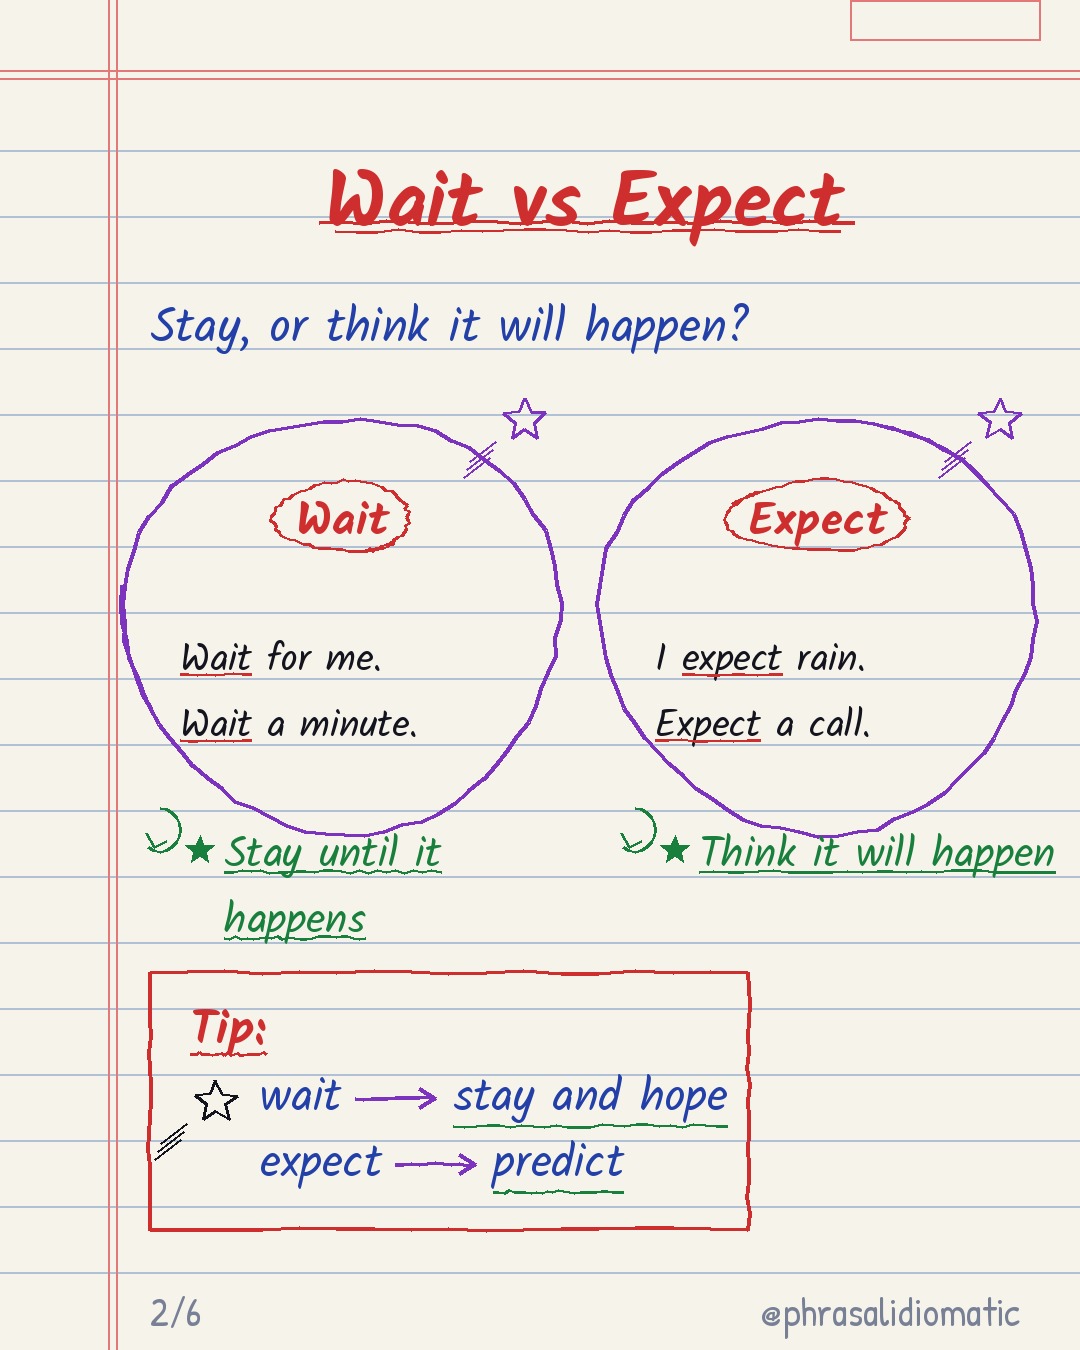 Wait vs Expect
Stay, or think it will happen?
Wait
Wait for me.
Wait a minute.
Stay until it
happens
Expect
I expect rain.
Expect a call.
Think it will happen
Tip:
wait → stay and hope
expect → predict
2/6
@phrasalidiomatic